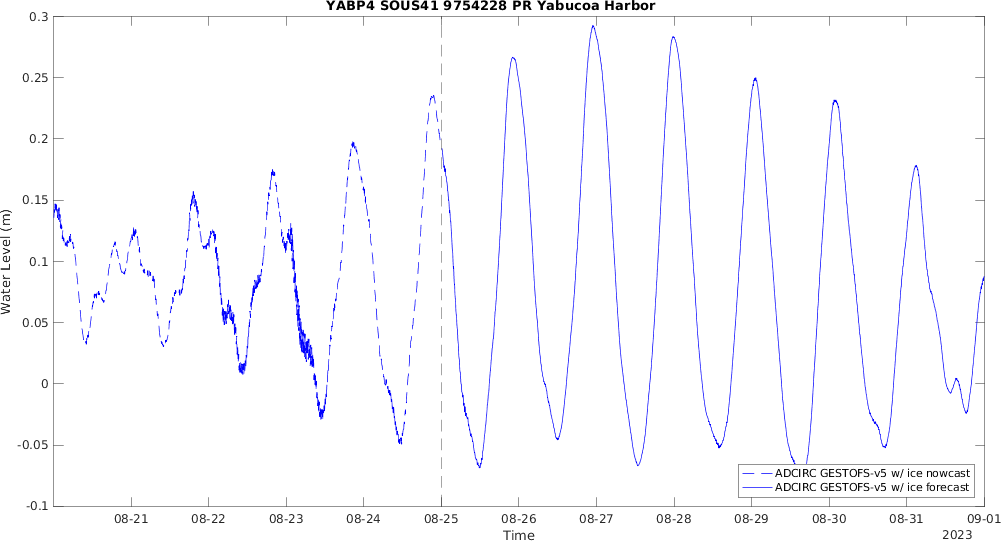 YABP4 SOUS41 9754228 PR Yabucoa Harbor
0.3
0.25
0.2
0.15
0.1
0.05
0
-0.05
-0.1
Water Level (m)
ADCIRC GESTOFS-v5 w/ ice nowcast
ADCIRC GESTOFS-v5 w/ ice forecast
08-21 08-22 08-23 08-24 08-25 08-26 08-27 08-28 08-29 08-30 08-31 09-01
Time 2023